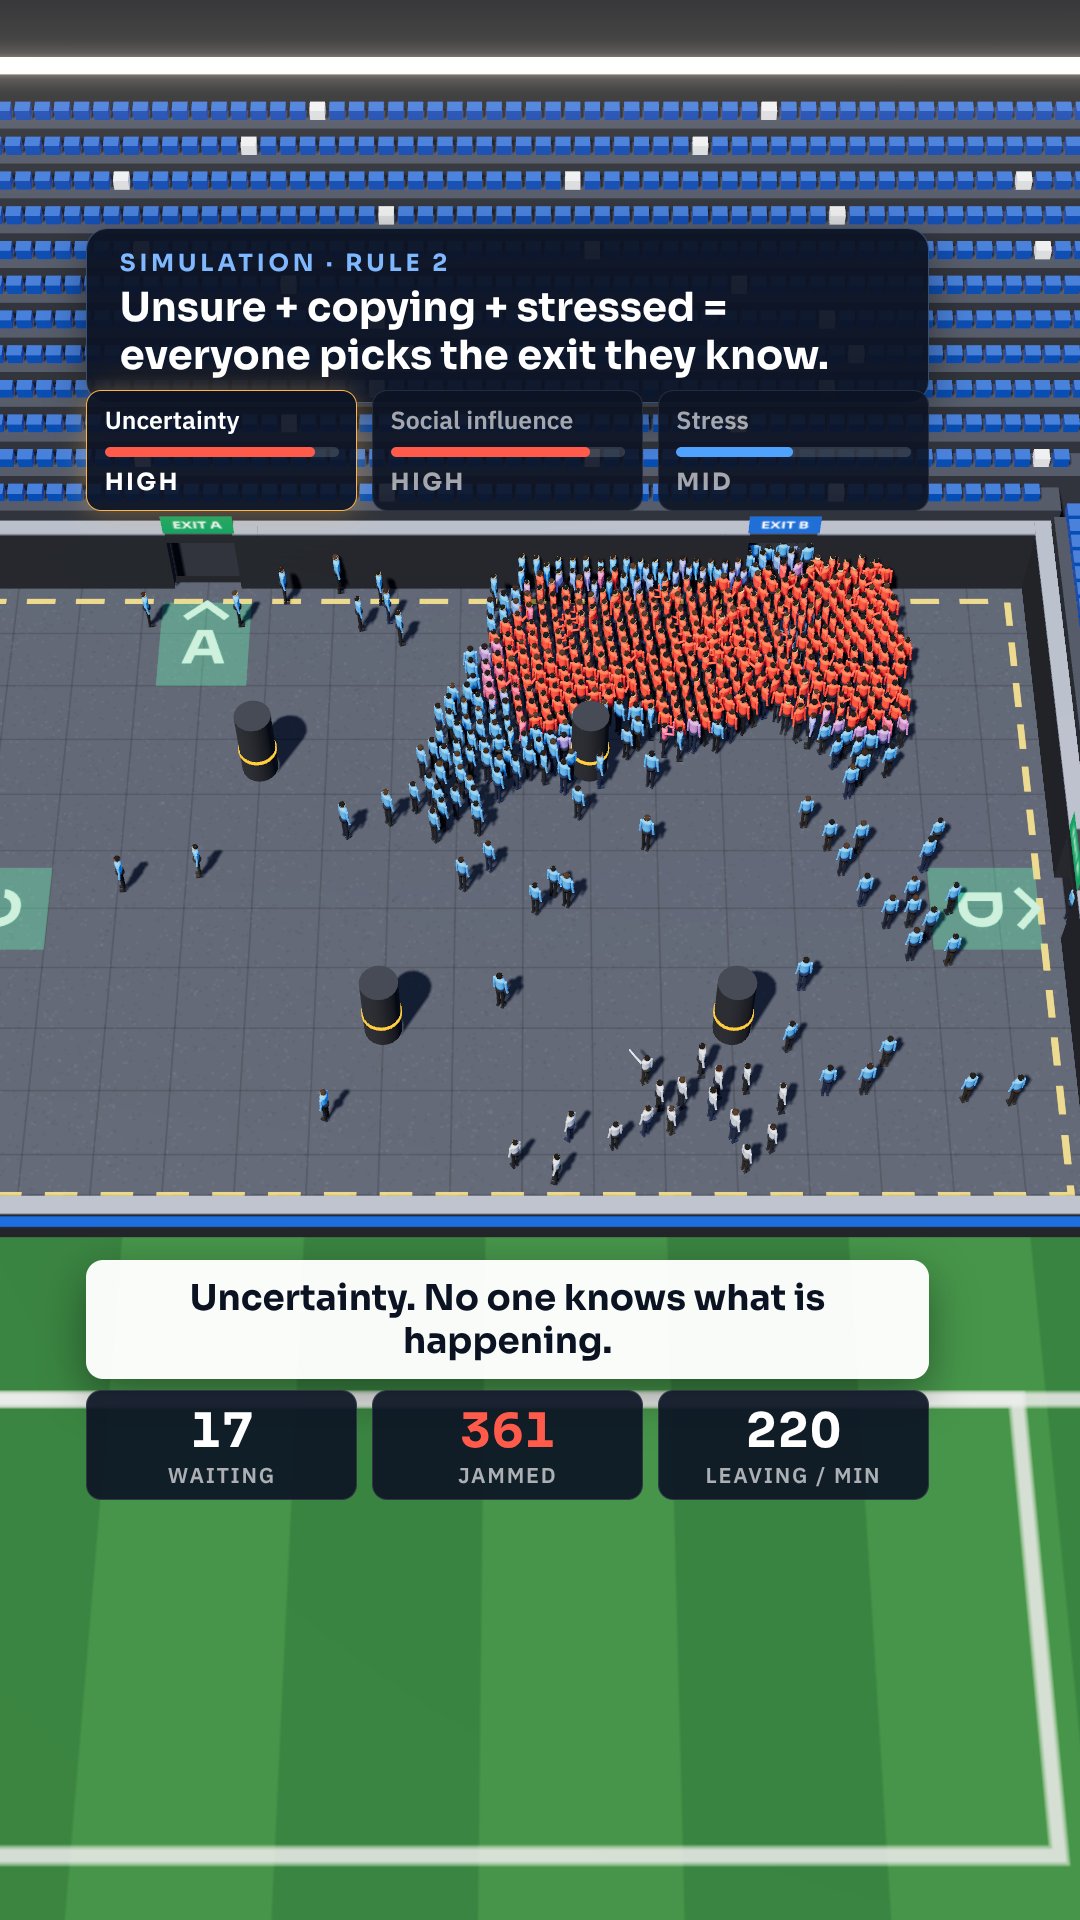 SIMULATION · RULE 2
Unsure + copying + stressed =
everyone picks the exit they know.
Uncertainty
HIGH
Social influence
HIGH
Stress
MID
EXIT A
EXIT B
A
C
D
Uncertainty. No one knows what is
happening.
17
WAITING
361
JAMMED
220
LEAVING / MIN